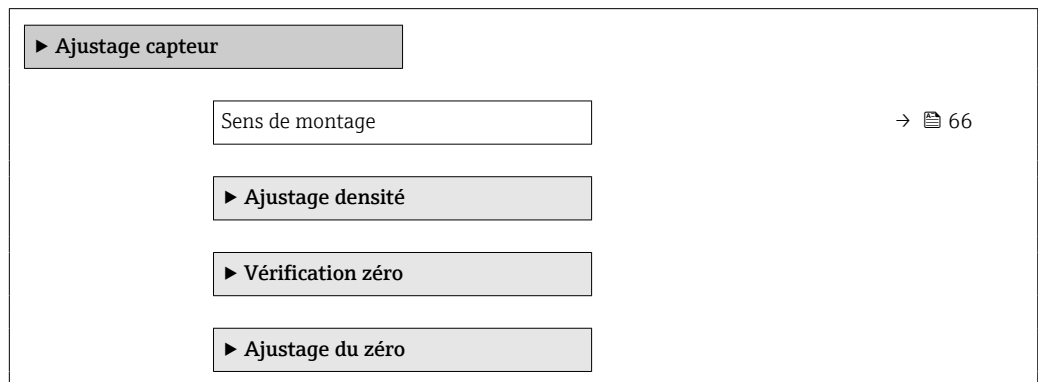 ▶ Ajustage capteur
Sens de montage → 66
▶ Ajustage densité
▶ Vérification zéro
▶ Ajustage du zéro